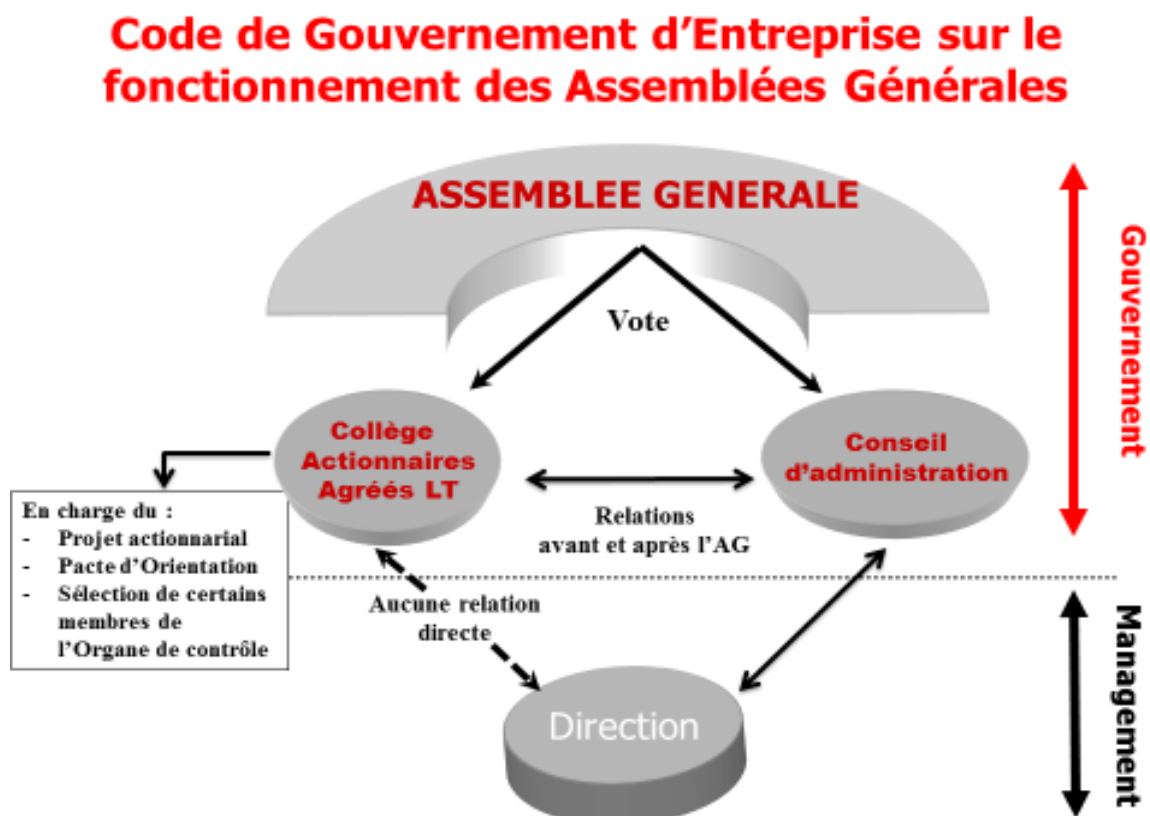 Code de Gouvernement d’Entreprise sur le
fonctionnement des Assemblées Générales
ASSEMBLEE GENERALE
Vote
Gouvernement
Collège
Actionnaires
Agréés LT
Conseil
d’administration
En charge du :
- Projet actionnarial
- Pacte d’Orientation
- Sélection de certains
membres de
l’Organe de contrôle
Relations
avant et après l’AG
Aucune relation
directe
Management
Direction